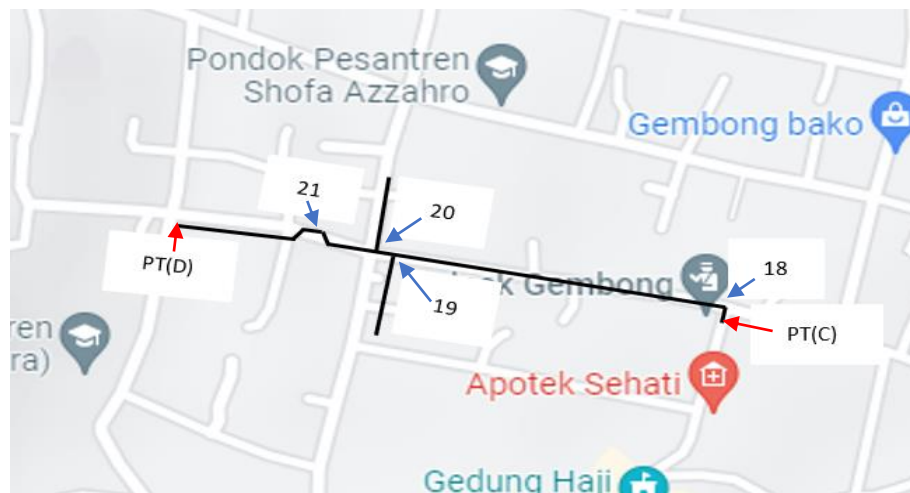 Pondok Pesantren
Shofa Azzahro
Gembong bako
21
20
PT(D)
18
ek Gembong
19
ren
ra)
PT(C)
Apotek Sehati
Gedung Haji